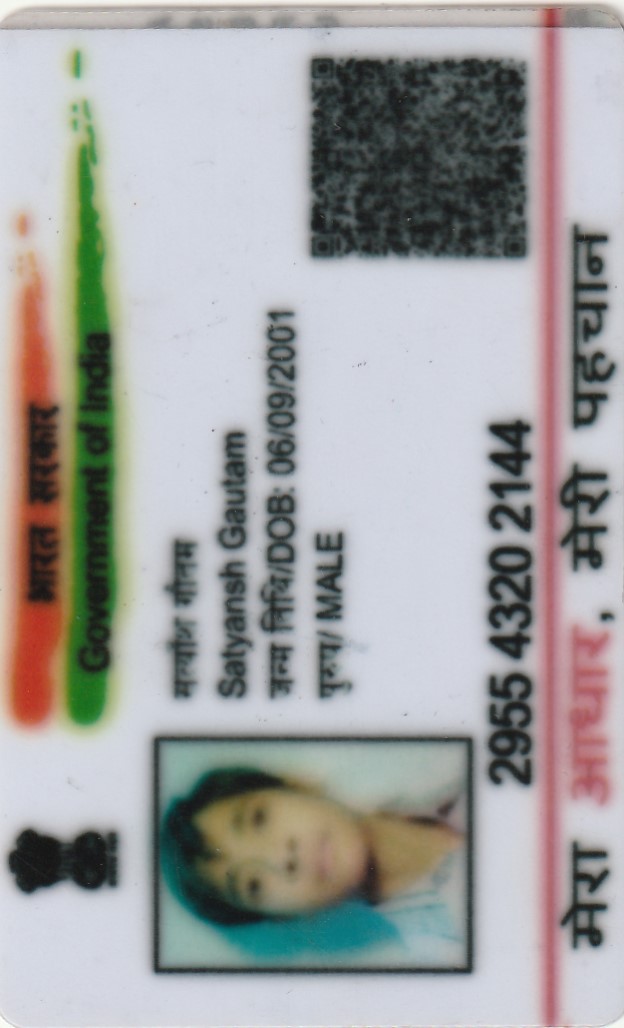 भारत सरकार
Government of India
सत्यांश गौतम
Satyansh Gautam
जन्म तिथि/DOB: 06/09/2001
पुरुष/ MALE
2955 4320 2144
मेरा आधार, मेरी पहचान